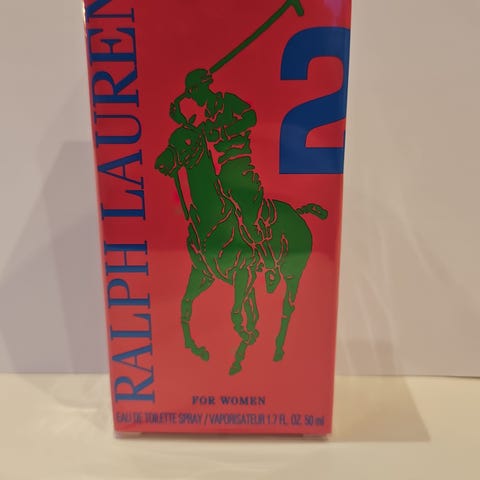 RALPH LAUREN
2
FOR WOMEN
EAU DE TOILETTE SPRAY / VAPORISATEUR 1.7 FL. OZ. 50 ml